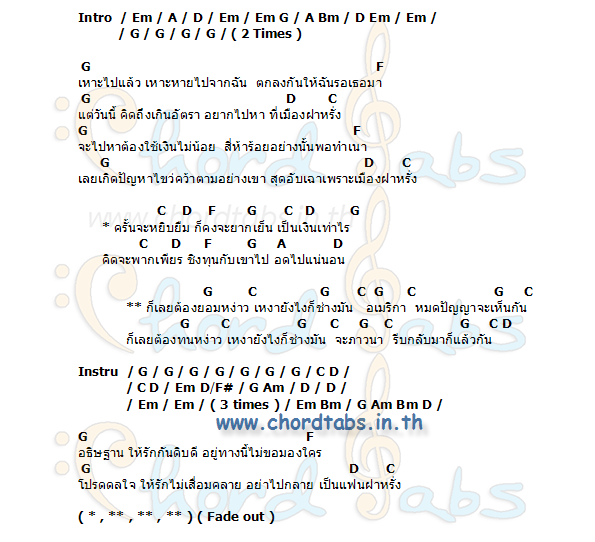 Intro / Em / A / D / Em / Em G / A Bm / D Em / Em /
/ G / G / G / G / ( 2 Times )
G F
เหาะไปแล้ว เหาะหายไปจากฉัน ตกลงกันให้ฉันรอเธอมา
G D C
แต่วันนี้ คิดถึงเกินอัตรา อยากไปหา ที่เมืองฝาหรั่ง
G F
จะไปหาต้องใช้เงินไม่น้อย สี่ห้าร้อยอย่างนั้นพอทำเนา
G D C
เลยเกิดปัญหาไขว่คว้าตามอย่างเขา สุดอับเฉาเพราะเมืองฝาหรั่ง
www.chordtabs.in.th
C D F G C D G
* ครั้นจะหยิบยืม ก็คงจะยากเย็น เป็นเงินเท่าไร
C D F G A D
คิดจะพากเพียร ชิงทุนกับเขาไป อดไปแน่นอน
G C G C G C G C
** ก็เลยต้องยอมหง่าว เหงายังไงก็ช่างมัน อเมริกา หมดปัญญาจะเห็นกัน
G C G C G C G C D
ก็เลยต้องทนหง่าว เหงายังไงก็ช่างมัน จะภาวนา รีบกลับมาก็แล้วกัน
Instru / G / G / G / G / G / G / G / C D /
/ C D / Em D/F# / G Am / D / D /
/ Em / Em / ( 3 times ) / Em Bm / G Am Bm D /
www.chordtabs.in.th
G F
อธิษฐาน ให้รักกันดิบดี อยู่ทางนี้ไม่ขอมองใคร
G D C
โปรดดลใจ ให้รักไม่เสื่อมคลาย อย่าไปกลาย เป็นแฟนฝาหรั่ง
( * , ** , ** , ** ) ( Fade out )